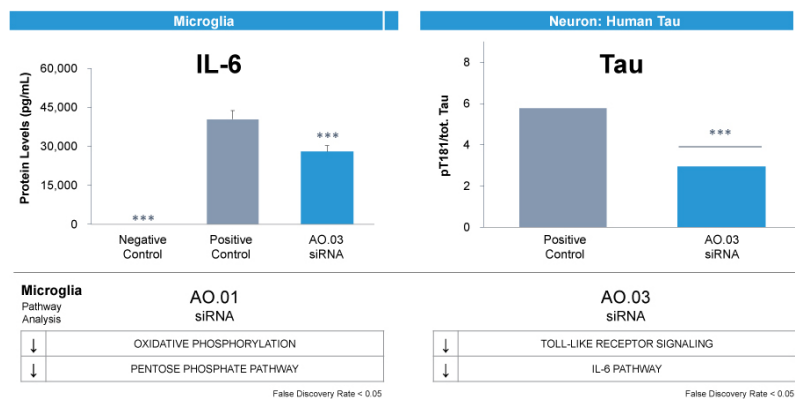 Microglia
Neuron: Human Tau
IL-6
Protein Levels (pg/mL)
60,000
45,000
30,000
15,000
0
***
***
Negative
Control
Positive
Control
AO.03
siRNA
Tau
pT181/tot. Tau
8
6
4
2
0
***
Positive
Control
AO.03
siRNA
Microglia
Pathway
Analysis
AO.01
siRNA
↓ OXIDATIVE PHOSPHORYLATION
↓ PENTOSE PHOSPHATE PATHWAY
False Discovery Rate < 0.05
AO.03
siRNA
↓ TOLL-LIKE RECEPTOR SIGNALING
↓ IL-6 PATHWAY
False Discovery Rate < 0.05